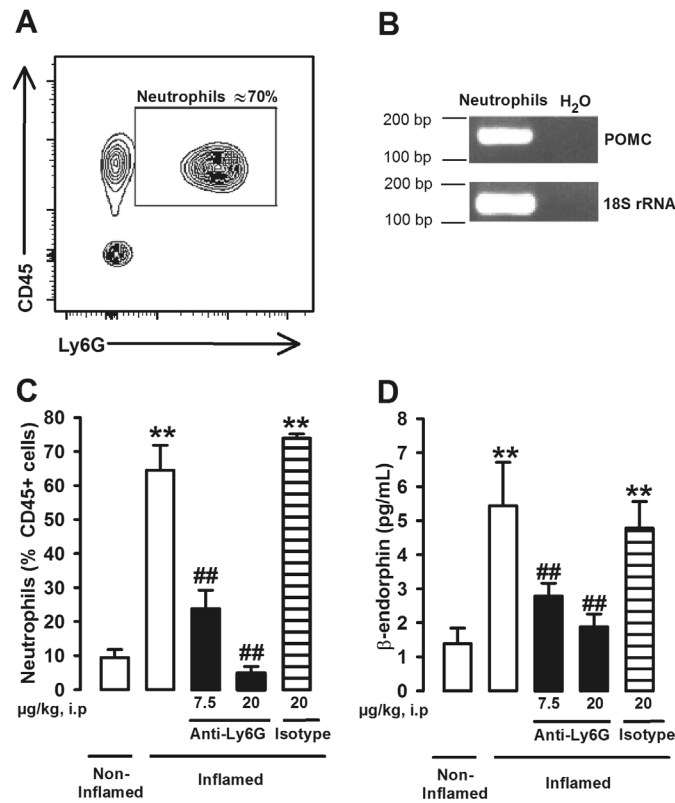 A
Neutrophils ≈70%
CD45
Ly6G
B
Neutrophils H2O
200 bp
100 bp
POMC
200 bp
100 bp
18S rRNA
C
Neutrophils (% CD45+ cells)
80
70
60
50
40
30
20
10
0
**
##
##
**
µg/kg, i.p
7.5 20 20
Anti-Ly6G Isotype
Non-
Inflamed
Inflamed
D
β-endorphin (pg/mL)
8
7
6
5
4
3
2
1
0
**
##
##
**
µg/kg, i.p
7.5 20 20
Anti-Ly6G Isotype
Non-
Inflamed
Inflamed